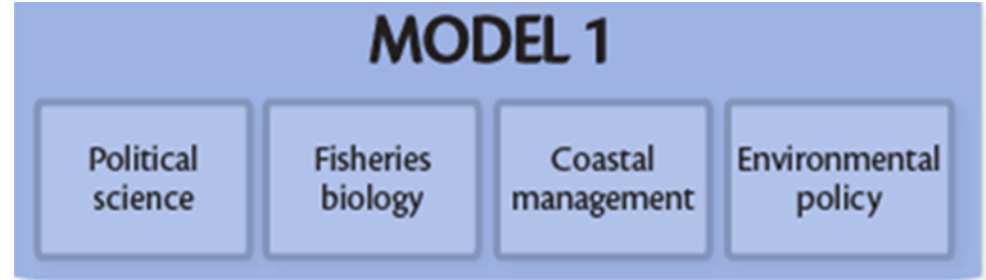 MODEL 1
Political
science
Fisheries
biology
Coastal
management
Environmental
policy